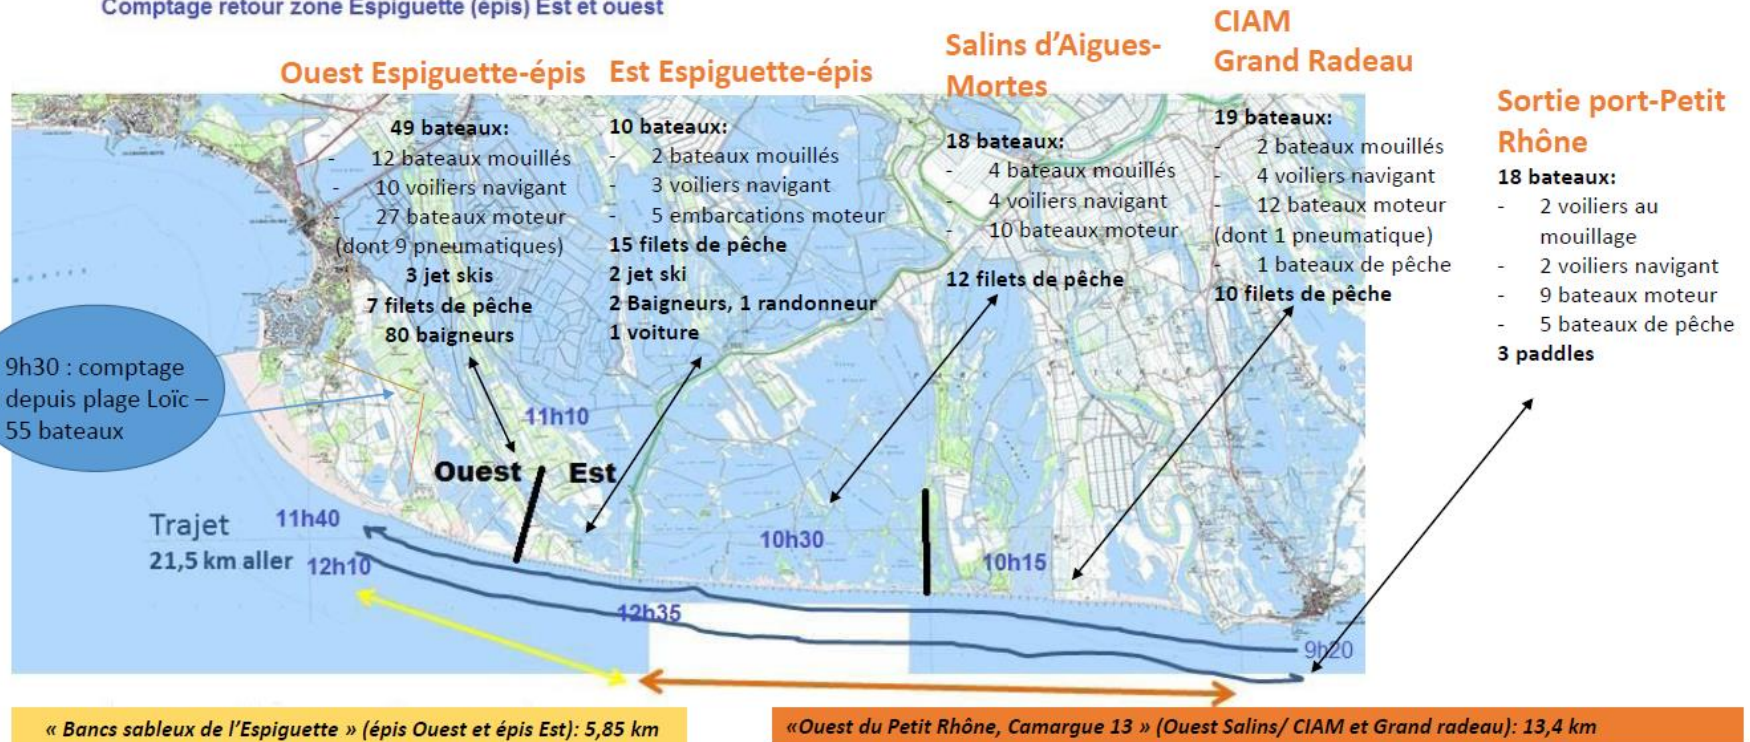 Comptage retour zone Espiguette (épis) Est et ouest
Ouest Espiguette-épis
49 bateaux:
- 12 bateaux mouillés
- 10 voiliers navigant
- 27 bateaux moteur
(dont 9 pneumatiques)
3 jet skis
7 filets de pêche
80 baigneurs
Est Espiguette-épis
10 bateaux:
- 2 bateaux mouillés
- 3 voiliers navigant
- 5 embarcations moteur
15 filets de pêche
2 jet ski
2 Baigneurs, 1 randonneur
1 voiture
Salins d’Aigues-
Mortes
18 bateaux:
- 4 bateaux mouillés
- 4 voiliers navigant
- 10 bateaux moteur
12 filets de pêche
CIAM
Grand Radeau
19 bateaux:
- 2 bateaux mouillés
- 4 voiliers navigant
- 12 bateaux moteur
(dont 1 pneumatique)
- 1 bateaux de pêche
10 filets de pêche
Sortie port-Petit
Rhône
18 bateaux:
- 2 voiliers au
mouillage
- 2 voiliers navigant
- 9 bateaux moteur
- 5 bateaux de pêche
3 paddles
9h30 : comptage
depuis plage Loïc –
55 bateaux
11h10
Ouest
Est
Trajet
21,5 km aller
11h40
12h10
12h35
10h30
10h15
9h20
« Bancs sableux de l’Espiguette » (épis Ouest et épis Est): 5,85 km
«Ouest du Petit Rhône, Camargue 13 » (Ouest Salins/ CIAM et Grand radeau): 13,4 km